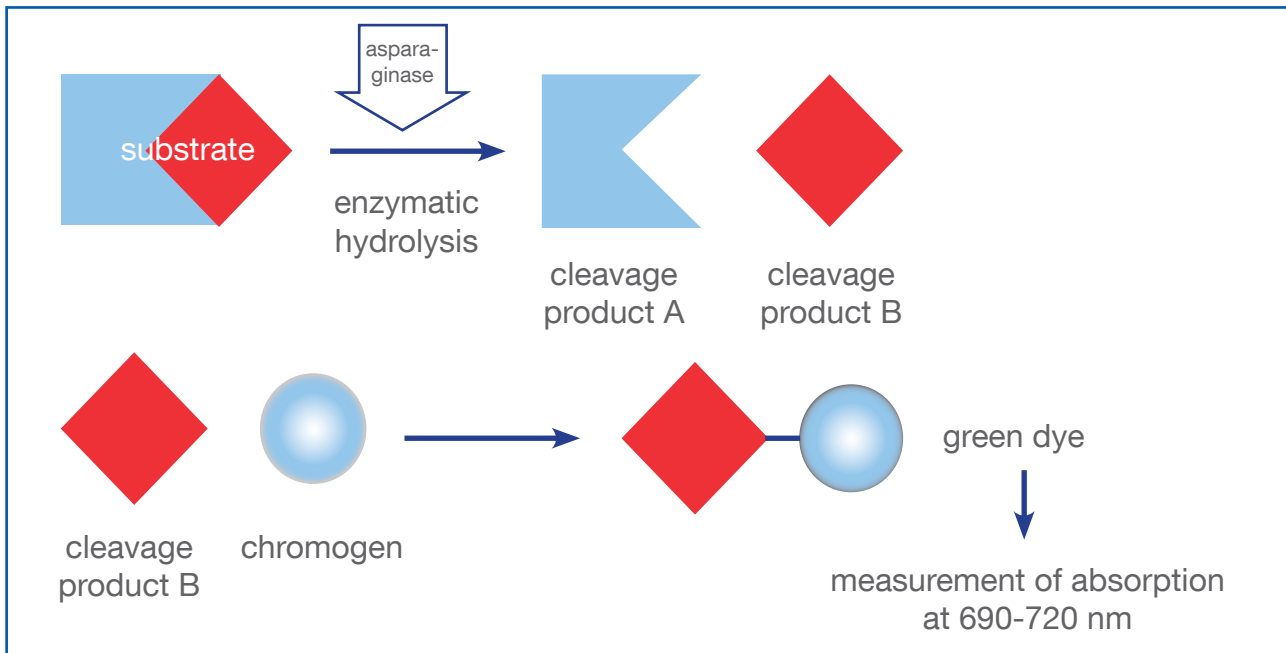 aspara-
ginase
substrate
enzymatic
hydrolysis
cleavage
product A
cleavage
product B
cleavage
product B
chromogen
green dye
measurement of absorption
at 690-720 nm